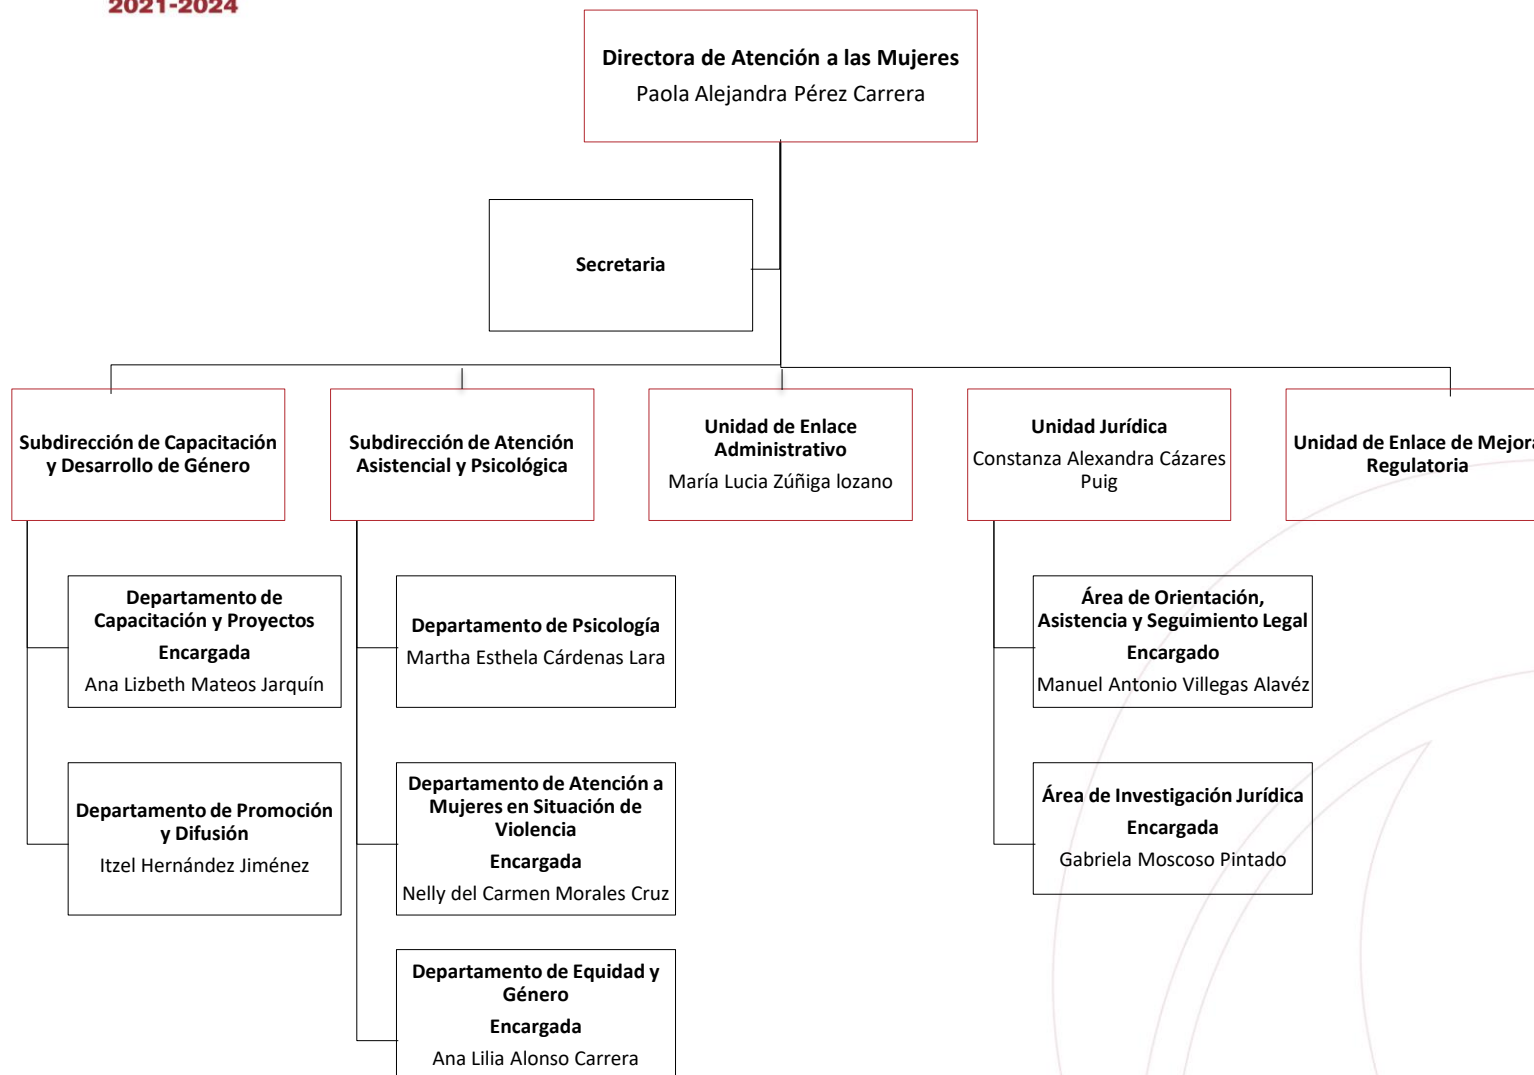 2021-2024
Directora de Atención a las Mujeres
Paola Alejandra Pérez Carrera
Secretaria
Subdirección de Capacitación
y Desarrollo de Género
Subdirección de Atención
Asistencial y Psicológica
Unidad de Enlace
Administrativo
María Lucia Zúñiga lozano
Unidad Jurídica
Constanza Alexandra Cázares
Puig
Unidad de Enlace de Mejora
Regulatoria
Departamento de
Capacitación y Proyectos
Encargada
Ana Lizbeth Mateos Jarquín
Departamento de Psicología
Martha Esthela Cárdenas Lara
Área de Orientación,
Asistencia y Seguimiento Legal
Encargado
Manuel Antonio Villegas Alavéz
Departamento de Promoción
y Difusión
Itzel Hernández Jiménez
Departamento de Atención a
Mujeres en Situación de
Violencia
Encargada
Nelly del Carmen Morales Cruz
Área de Investigación Jurídica
Encargada
Gabriela Moscoso Pintado
Departamento de Equidad y
Género
Encargada
Ana Lilia Alonso Carrera